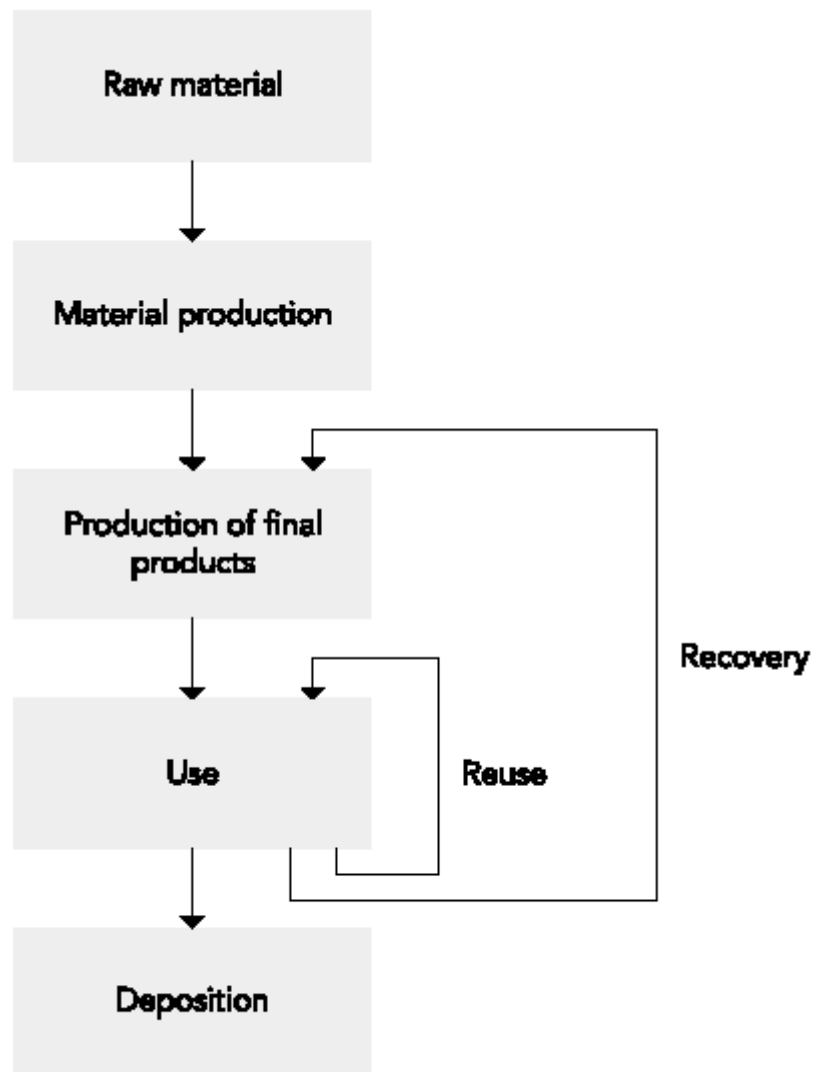 Raw material
Material production
Production of final
products
Recovery
Use
Reuse
Deposition